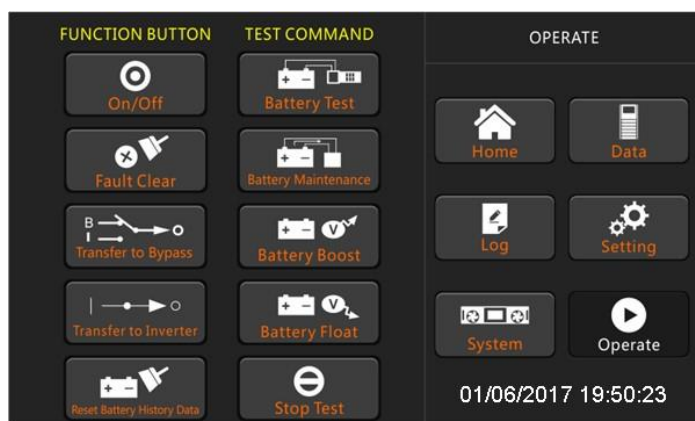 FUNCTION BUTTON
TEST COMMAND
On/Off
Battery Test
Fault Clear
Battery Maintenance
B
I
Transfer to Bypass
V
Battery Boost
Transfer to Inverter
V
Battery Float
Reset Battery History Data
Stop Test
OPERATE
Home
Data
Log
Setting
System
Operate
01/06/2017 19:50:23